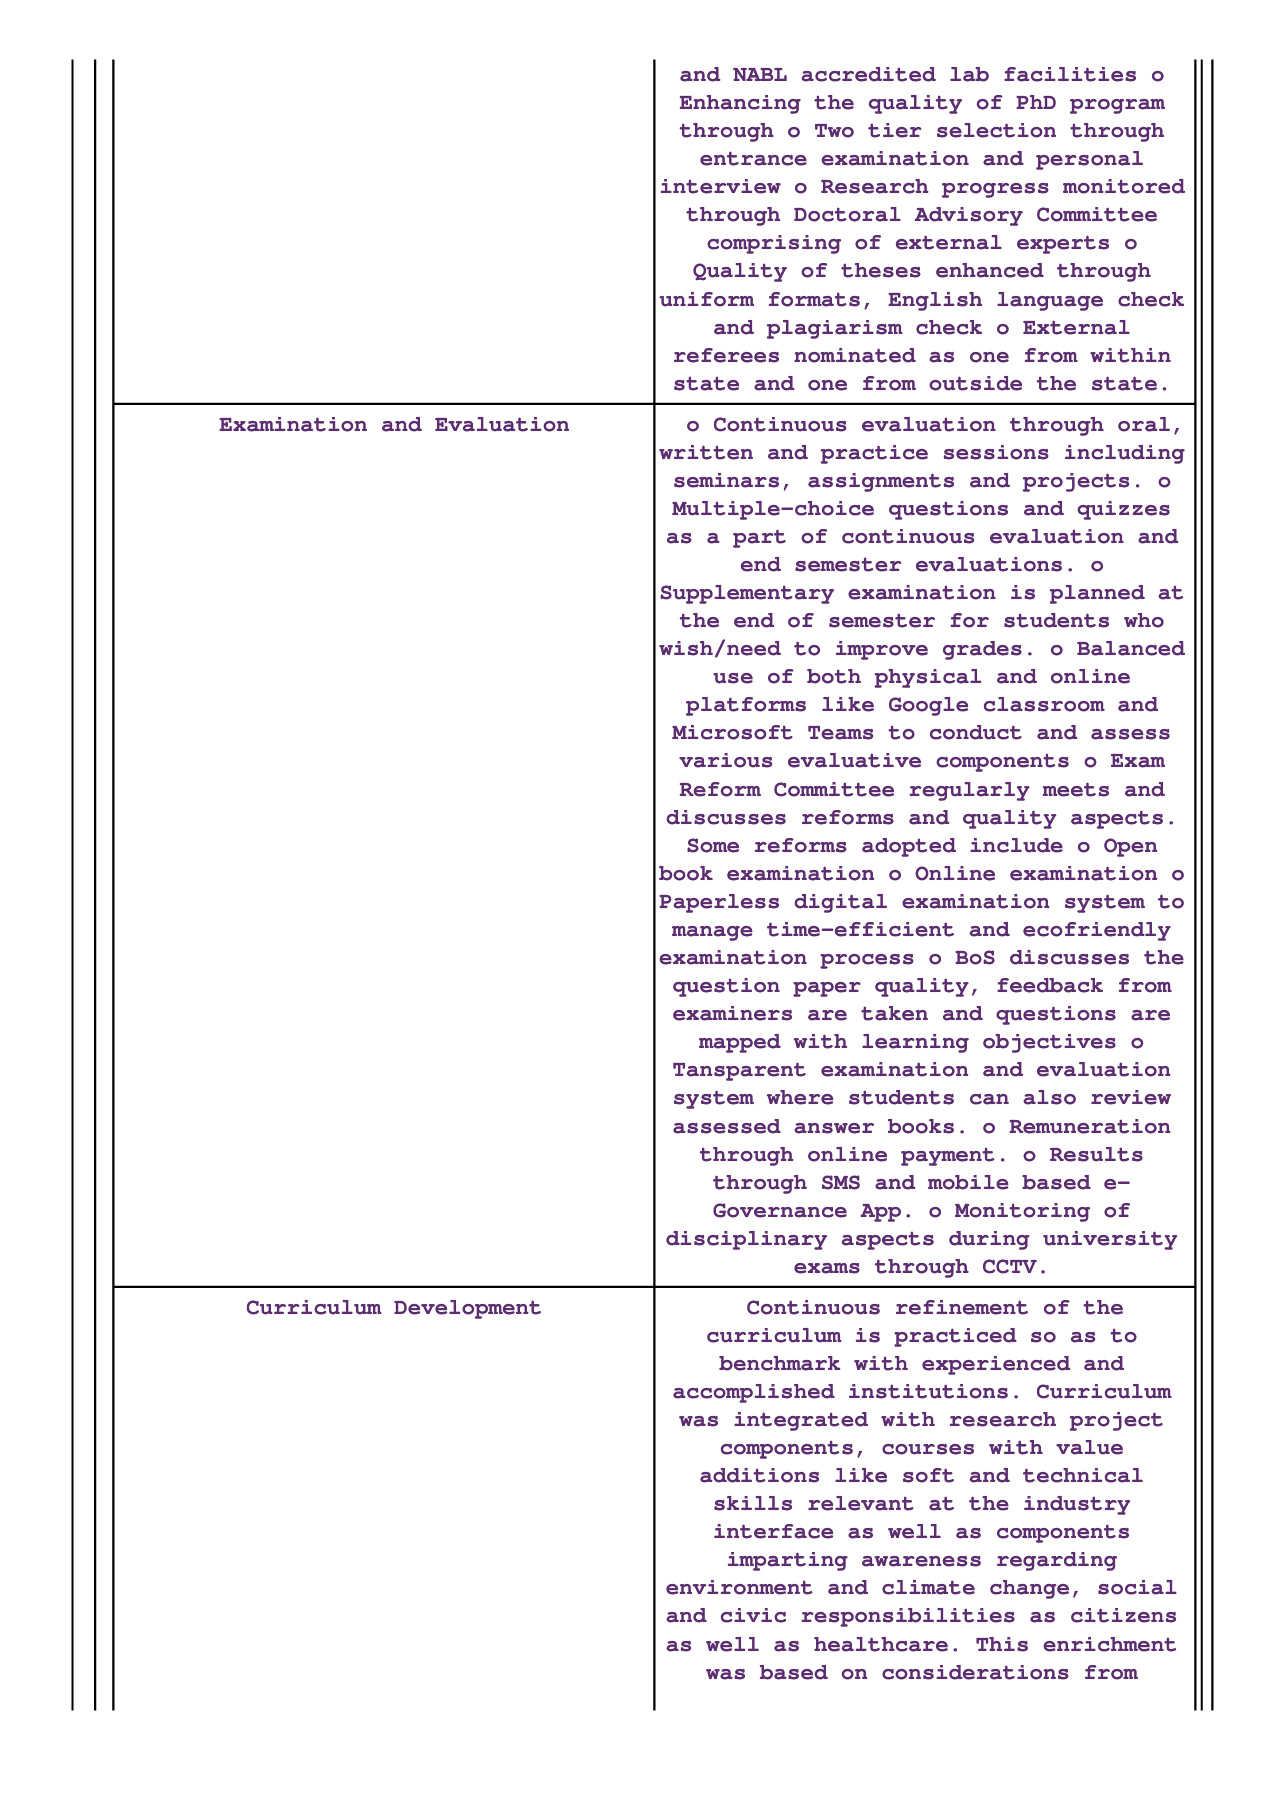 and NABL accredited lab facilities o
Enhancing the quality of PhD program
through o Two tier selection through
entrance examination and personal
interview o Research progress monitored
through Doctoral Advisory Committee
comprising of external experts o
Quality of theses enhanced through
uniform formats, English language check
and plagiarism check o External
referees nominated as one from within
state and one from outside the state.
Examination and Evaluation
o Continuous evaluation through oral,
written and practice sessions including
seminars, assignments and projects. o
Multiple-choice questions and quizzes
as a part of continuous evaluation and
end semester evaluations. o
Supplementary examination is planned at
the end of semester for students who
wish/need to improve grades. o Balanced
use of both physical and online
platforms like Google classroom and
Microsoft Teams to conduct and assess
various evaluative components o Exam
Reform Committee regularly meets and
discusses reforms and quality aspects.
Some reforms adopted include o Open
book examination o Online examination o
Paperless digital examination system to
manage time-efficient and ecofriendly
examination process o BoS discusses the
question paper quality, feedback from
examiners are taken and questions are
mapped with learning objectives o
Tansparent examination and evaluation
system where students can also review
assessed answer books. o Remuneration
through online payment. o Results
through SMS and mobile based e-
Governance App. o Monitoring of
disciplinary aspects during university
exams through CCTV.
Curriculum Development
Continuous refinement of the
curriculum is practiced so as to
benchmark with experienced and
accomplished institutions. Curriculum
was integrated with research project
components, courses with value
additions like soft and technical
skills relevant at the industry
interface as well as components
imparting awareness regarding
environment and climate change, social
and civic responsibilities as citizens
as well as healthcare. This enrichment
was based on considerations from